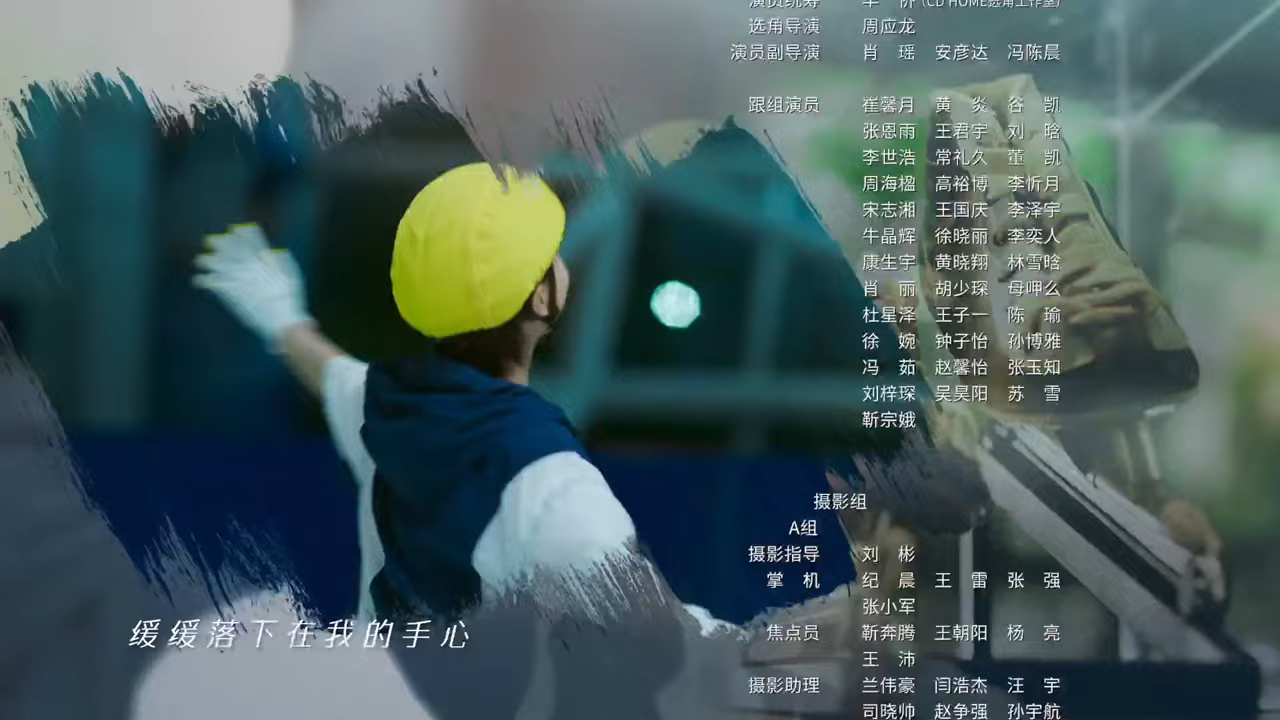 选角导演 周应龙
演员副导演 肖 瑶 安彦达 冯陈晨
跟组演员 崔馨月 黄 炎 谷 凯
张恩雨 王君宇 刘 晗
李世浩 常礼久 董 凯
周海楹 高裕博 李忻月
宋志湘 王国庆 李泽宇
牛晶辉 徐晓丽 李奕人
康生宇 黄晓翔 林雪晗
肖 丽 胡少琛 母呷么
杜星泽 王子一 陈 瑜
徐 婉 钟子怡 孙博雅
冯 茹 赵馨怡 张玉知
刘梓琛 吴昊阳 苏 雪
靳宗娥
摄影组
A组
摄影指导 刘 彬
掌 机 纪 晨 王 雷 张 强
张小军
焦点员 靳奔腾 王朝阳 杨 亮
王 沛
摄影助理 兰伟豪 闫浩杰 汪 宇
司晓帅 赵争强 孙宇航
缓缓落下在我的手心